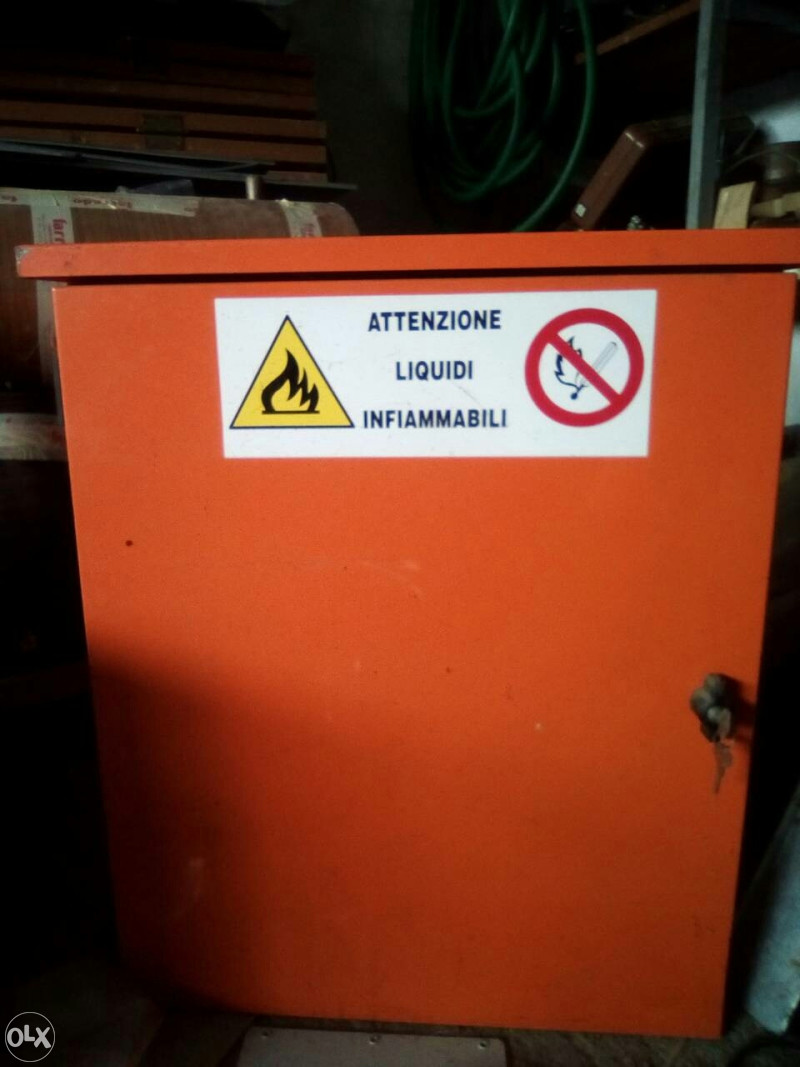 ATTENZIONE
LIQUIDI
INFIAMMABILI
OLX